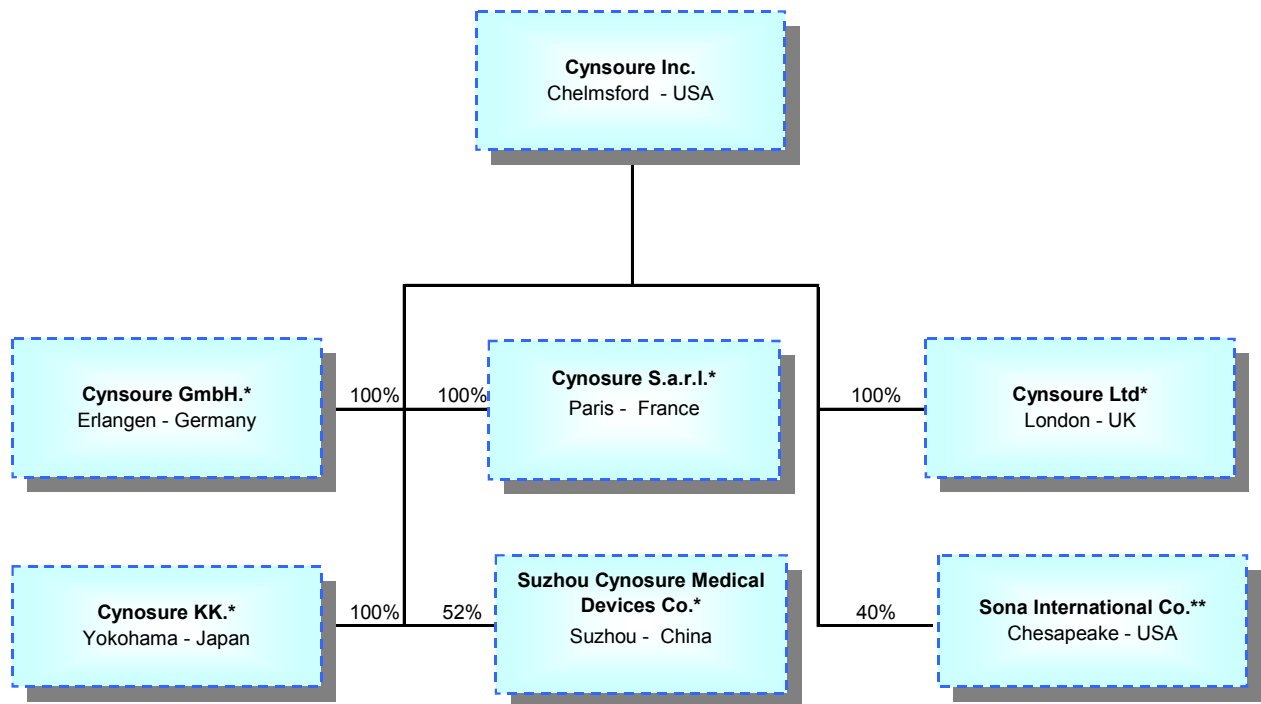 Cynsoure Inc.
Chelmsford - USA
Cynsoure GmbH.*
Erlangen - Germany
100%
100%
Cynosure S.a.r.l.*
Paris - France
100%
Cynsoure Ltd*
London - UK
Cynosure KK.*
Yokohama - Japan
100%
52%
Suzhou Cynosure Medical
Devices Co.*
Suzhou - China
40%
Sona International Co.**
Chesapeake - USA